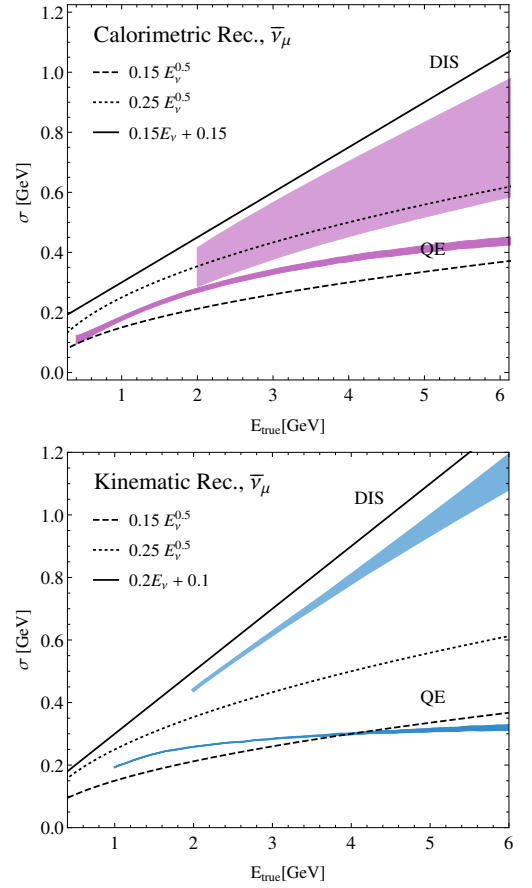 Calorimetric Rec., ν̅_μ
DIS
0.15 E_ν^0.5
0.25 E_ν^0.5
0.15E_ν + 0.15
QE
σ [GeV]
1.2
1.0
0.8
0.6
0.4
0.2
0.0
1 2 3 4 5 6
E_true[GeV]
Kinematic Rec., ν̅_μ
DIS
0.15 E_ν^0.5
0.25 E_ν^0.5
0.2E_ν + 0.1
QE
σ [GeV]
1.2
1.0
0.8
0.6
0.4
0.2
0.0
1 2 3 4 5 6
E_true[GeV]